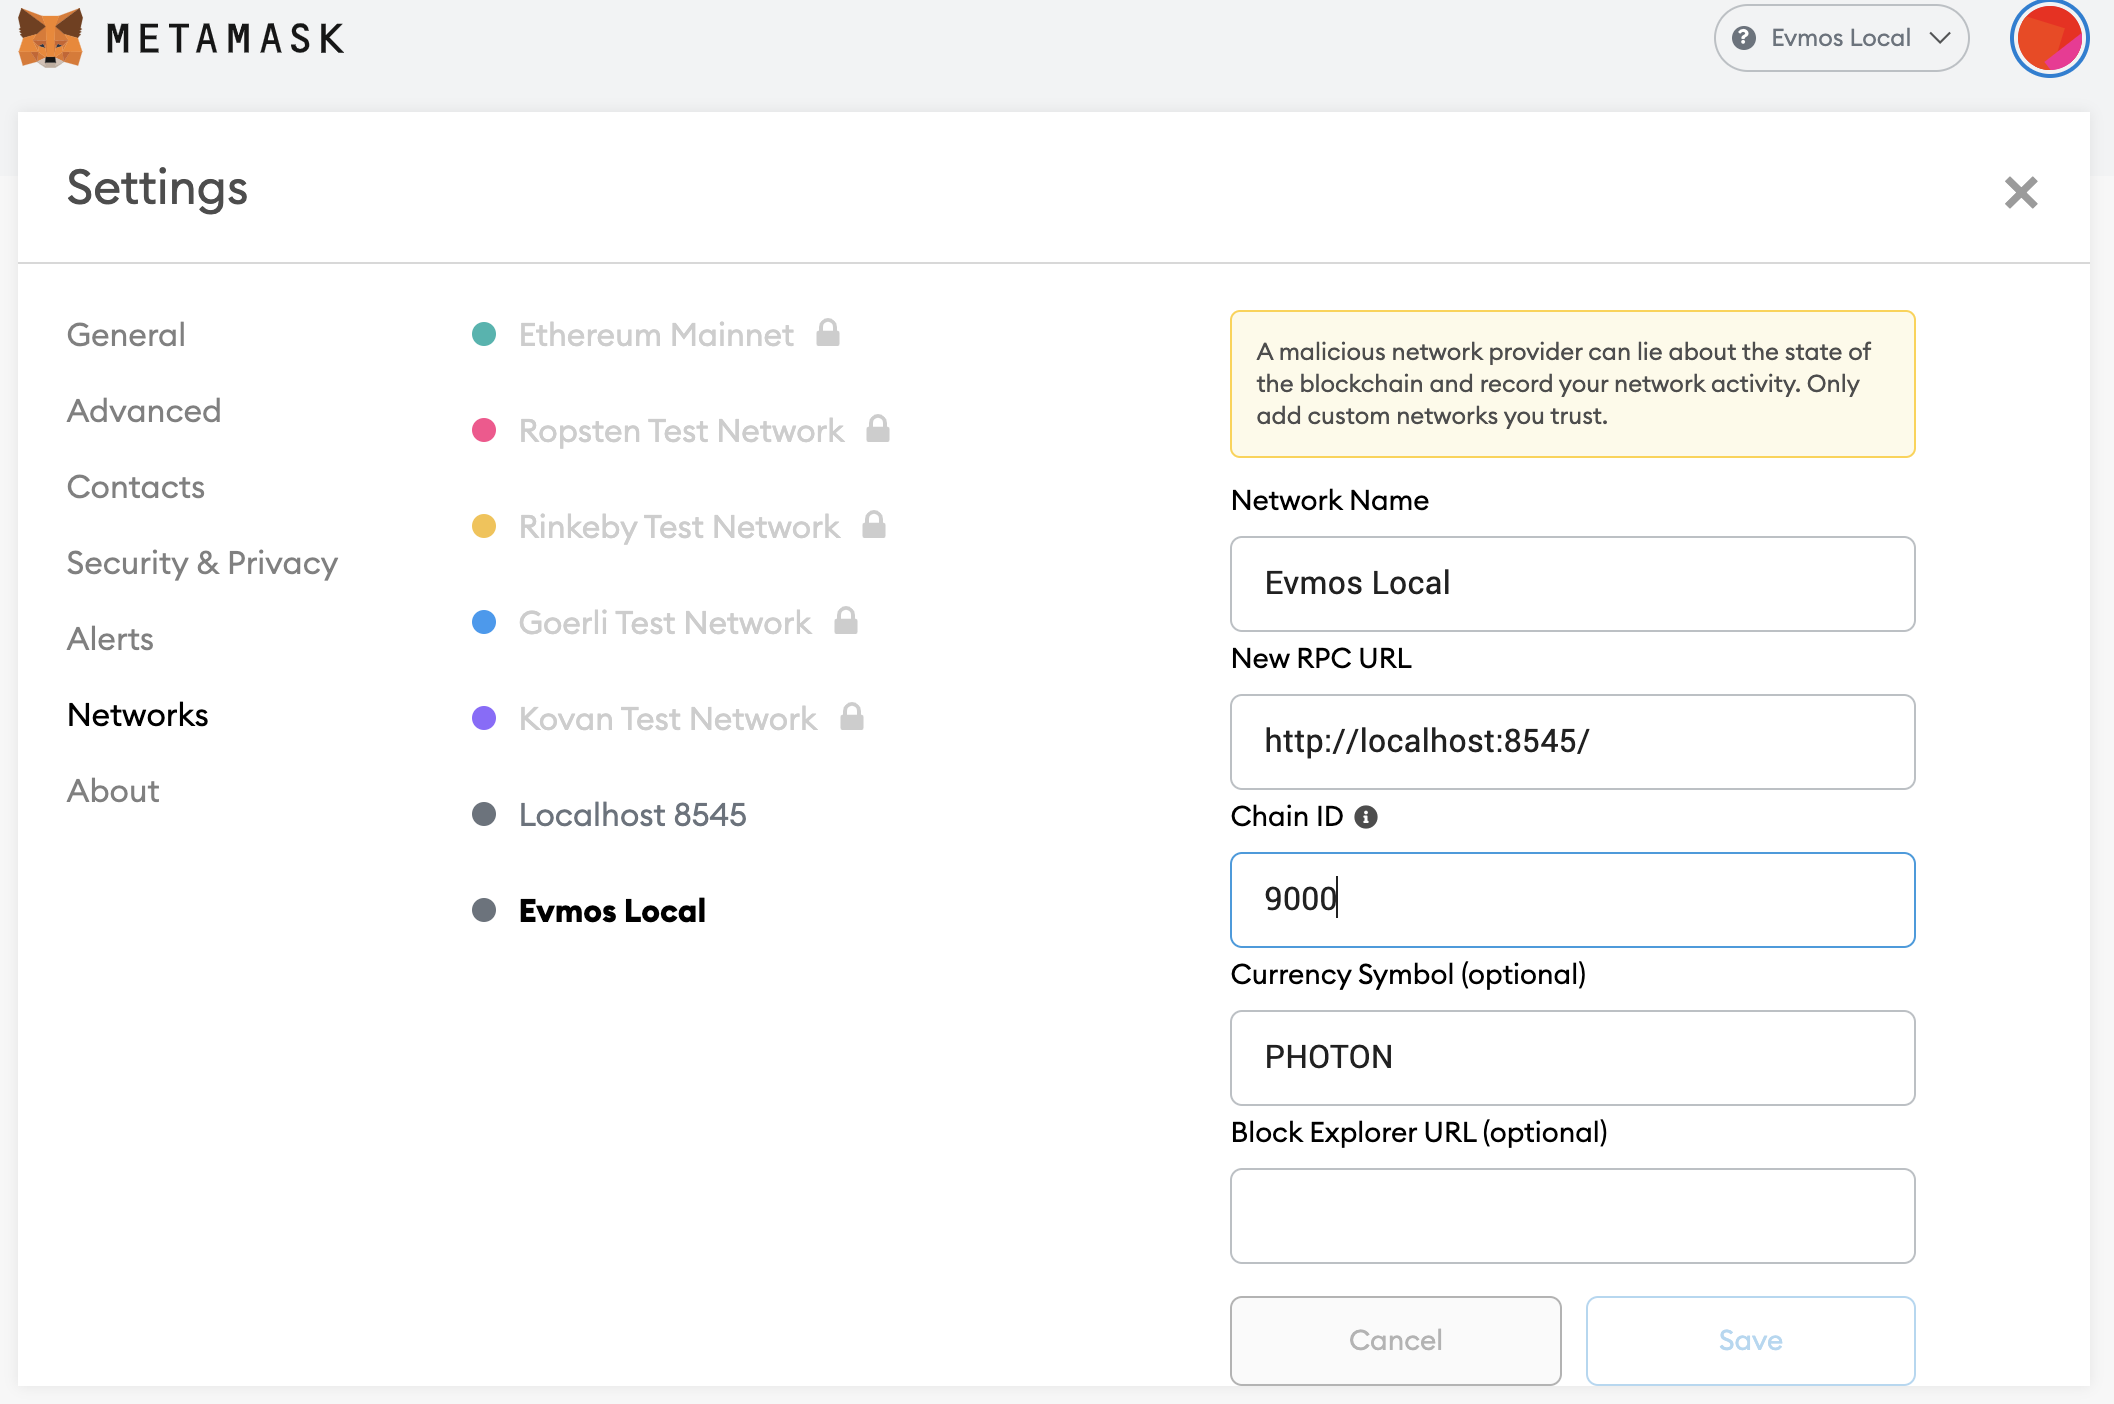 METAMASK
Evmos Local
Settings
General
Advanced
Contacts
Security & Privacy
Alerts
Networks
About
Ethereum Mainnet
Ropsten Test Network
Rinkeby Test Network
Goerli Test Network
Kovan Test Network
Localhost 8545
Evmos Local
A malicious network provider can lie about the state of
the blockchain and record your network activity. Only
add custom networks you trust.
Network Name
Evmos Local
New RPC URL
http://localhost:8545/
Chain ID
9000
Currency Symbol (optional)
PHOTON
Block Explorer URL (optional)
Cancel
Save